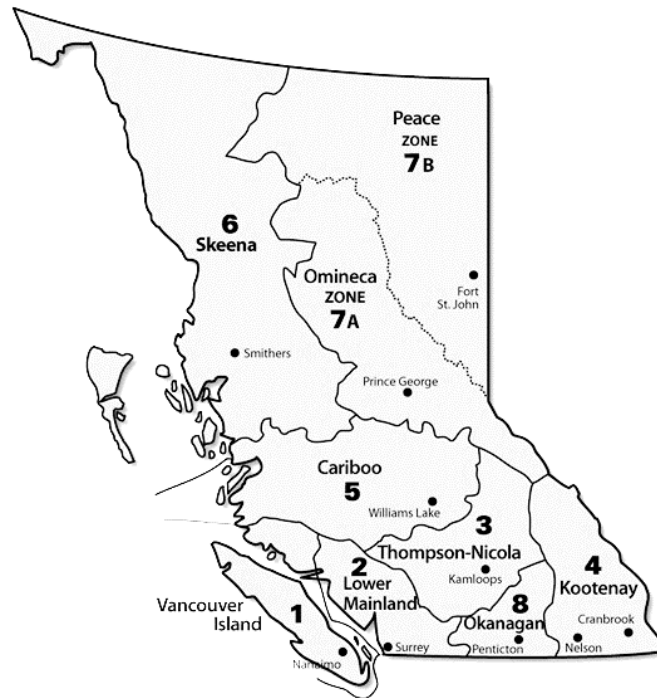 Peace
ZONE
7B
6
Skeena
Omineca
ZONE
7A
Fort
St. John
Smithers
Prince George
Cariboo
5
Williams Lake
3
Thompson-Nicola
Kamloops
4
Kootenay
2
Lower
Mainland
8
Okanagan
Vancouver
Island
1
Cranbrook
Nanaimo
Surrey
Penticton
Nelson